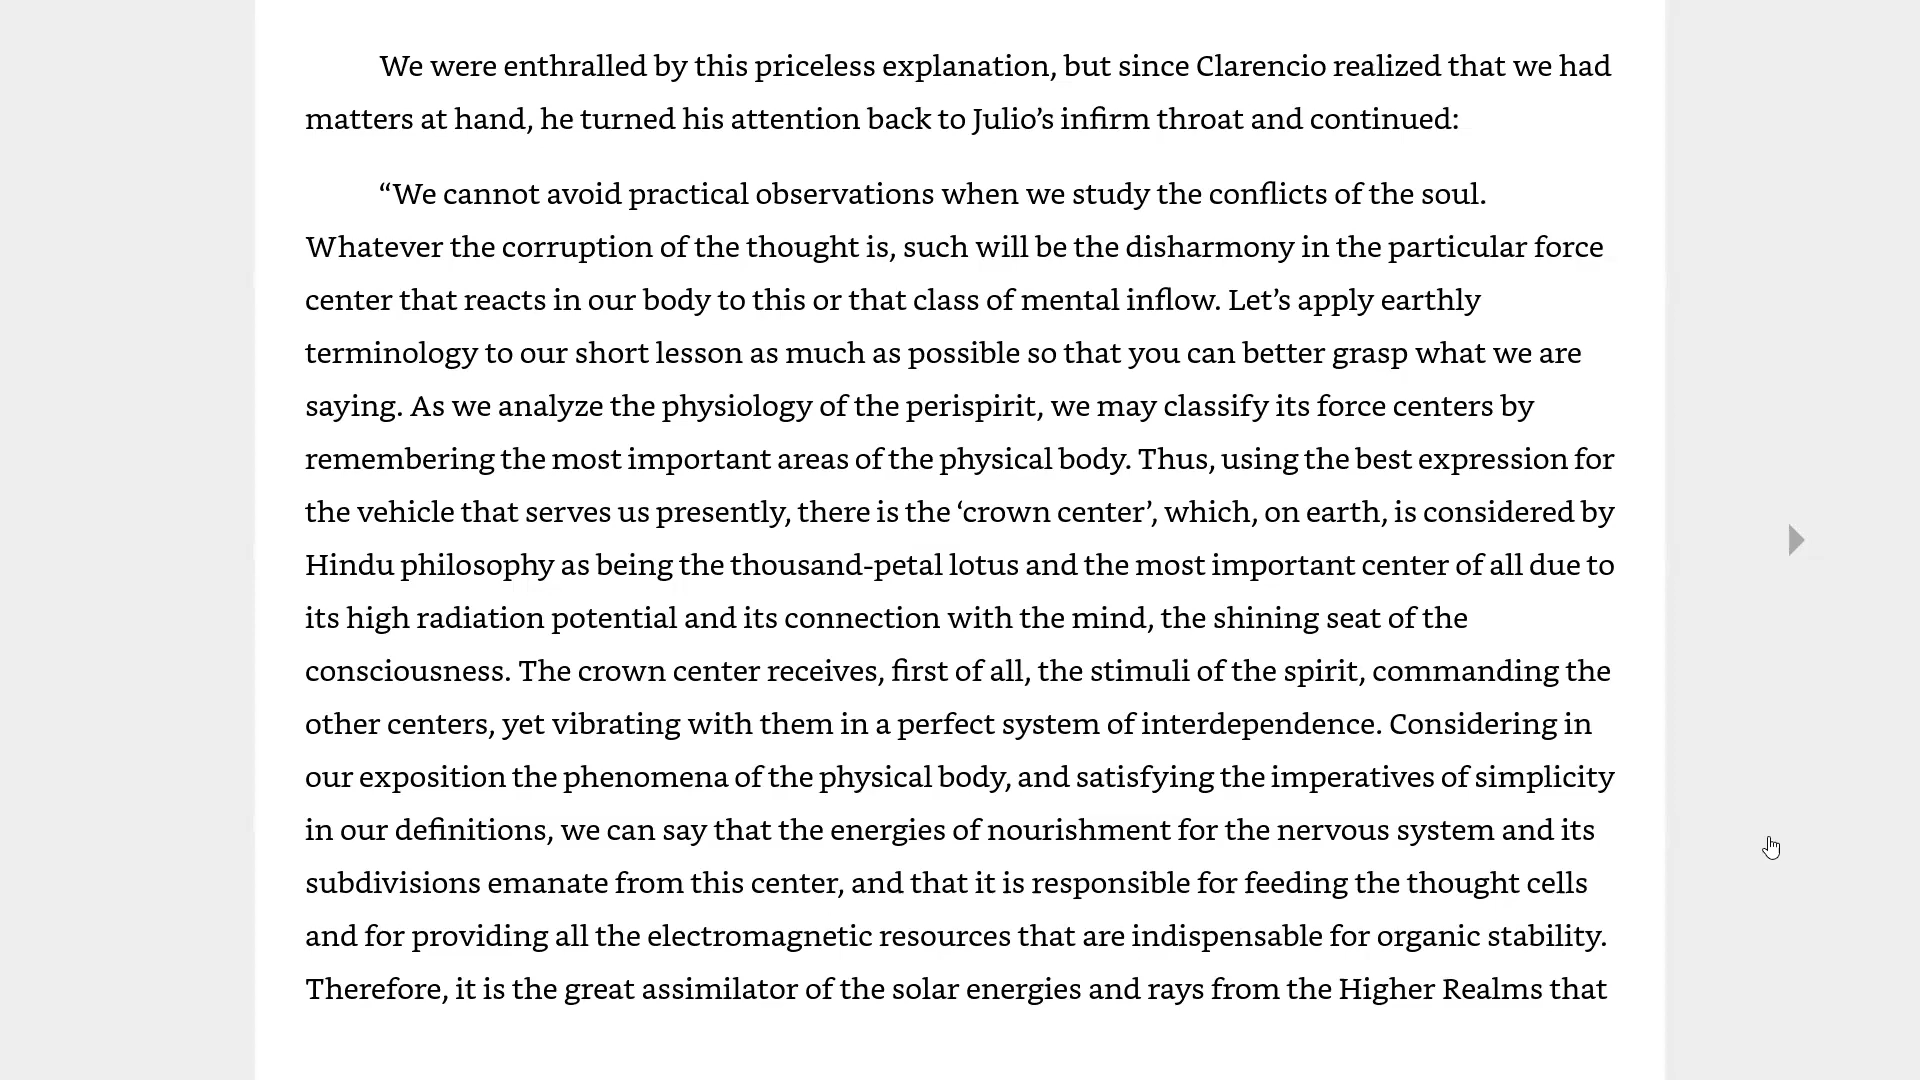 We were enthralled by this priceless explanation, but since Clarencio realized that we had
matters at hand, he turned his attention back to Julio’s infirm throat and continued:
“We cannot avoid practical observations when we study the conflicts of the soul.
Whatever the corruption of the thought is, such will be the disharmony in the particular force
center that reacts in our body to this or that class of mental inflow. Let’s apply earthly
terminology to our short lesson as much as possible so that you can better grasp what we are
saying. As we analyze the physiology of the perispirit, we may classify its force centers by
remembering the most important areas of the physical body. Thus, using the best expression for
the vehicle that serves us presently, there is the ‘crown center’, which, on earth, is considered by
Hindu philosophy as being the thousand-petal lotus and the most important center of all due to
its high radiation potential and its connection with the mind, the shining seat of the
consciousness. The crown center receives, first of all, the stimuli of the spirit, commanding the
other centers, yet vibrating with them in a perfect system of interdependence. Considering in
our exposition the phenomena of the physical body, and satisfying the imperatives of simplicity
in our definitions, we can say that the energies of nourishment for the nervous system and its
subdivisions emanate from this center, and that it is responsible for feeding the thought cells
and for providing all the electromagnetic resources that are indispensable for organic stability.
Therefore, it is the great assimilator of the solar energies and rays from the Higher Realms that